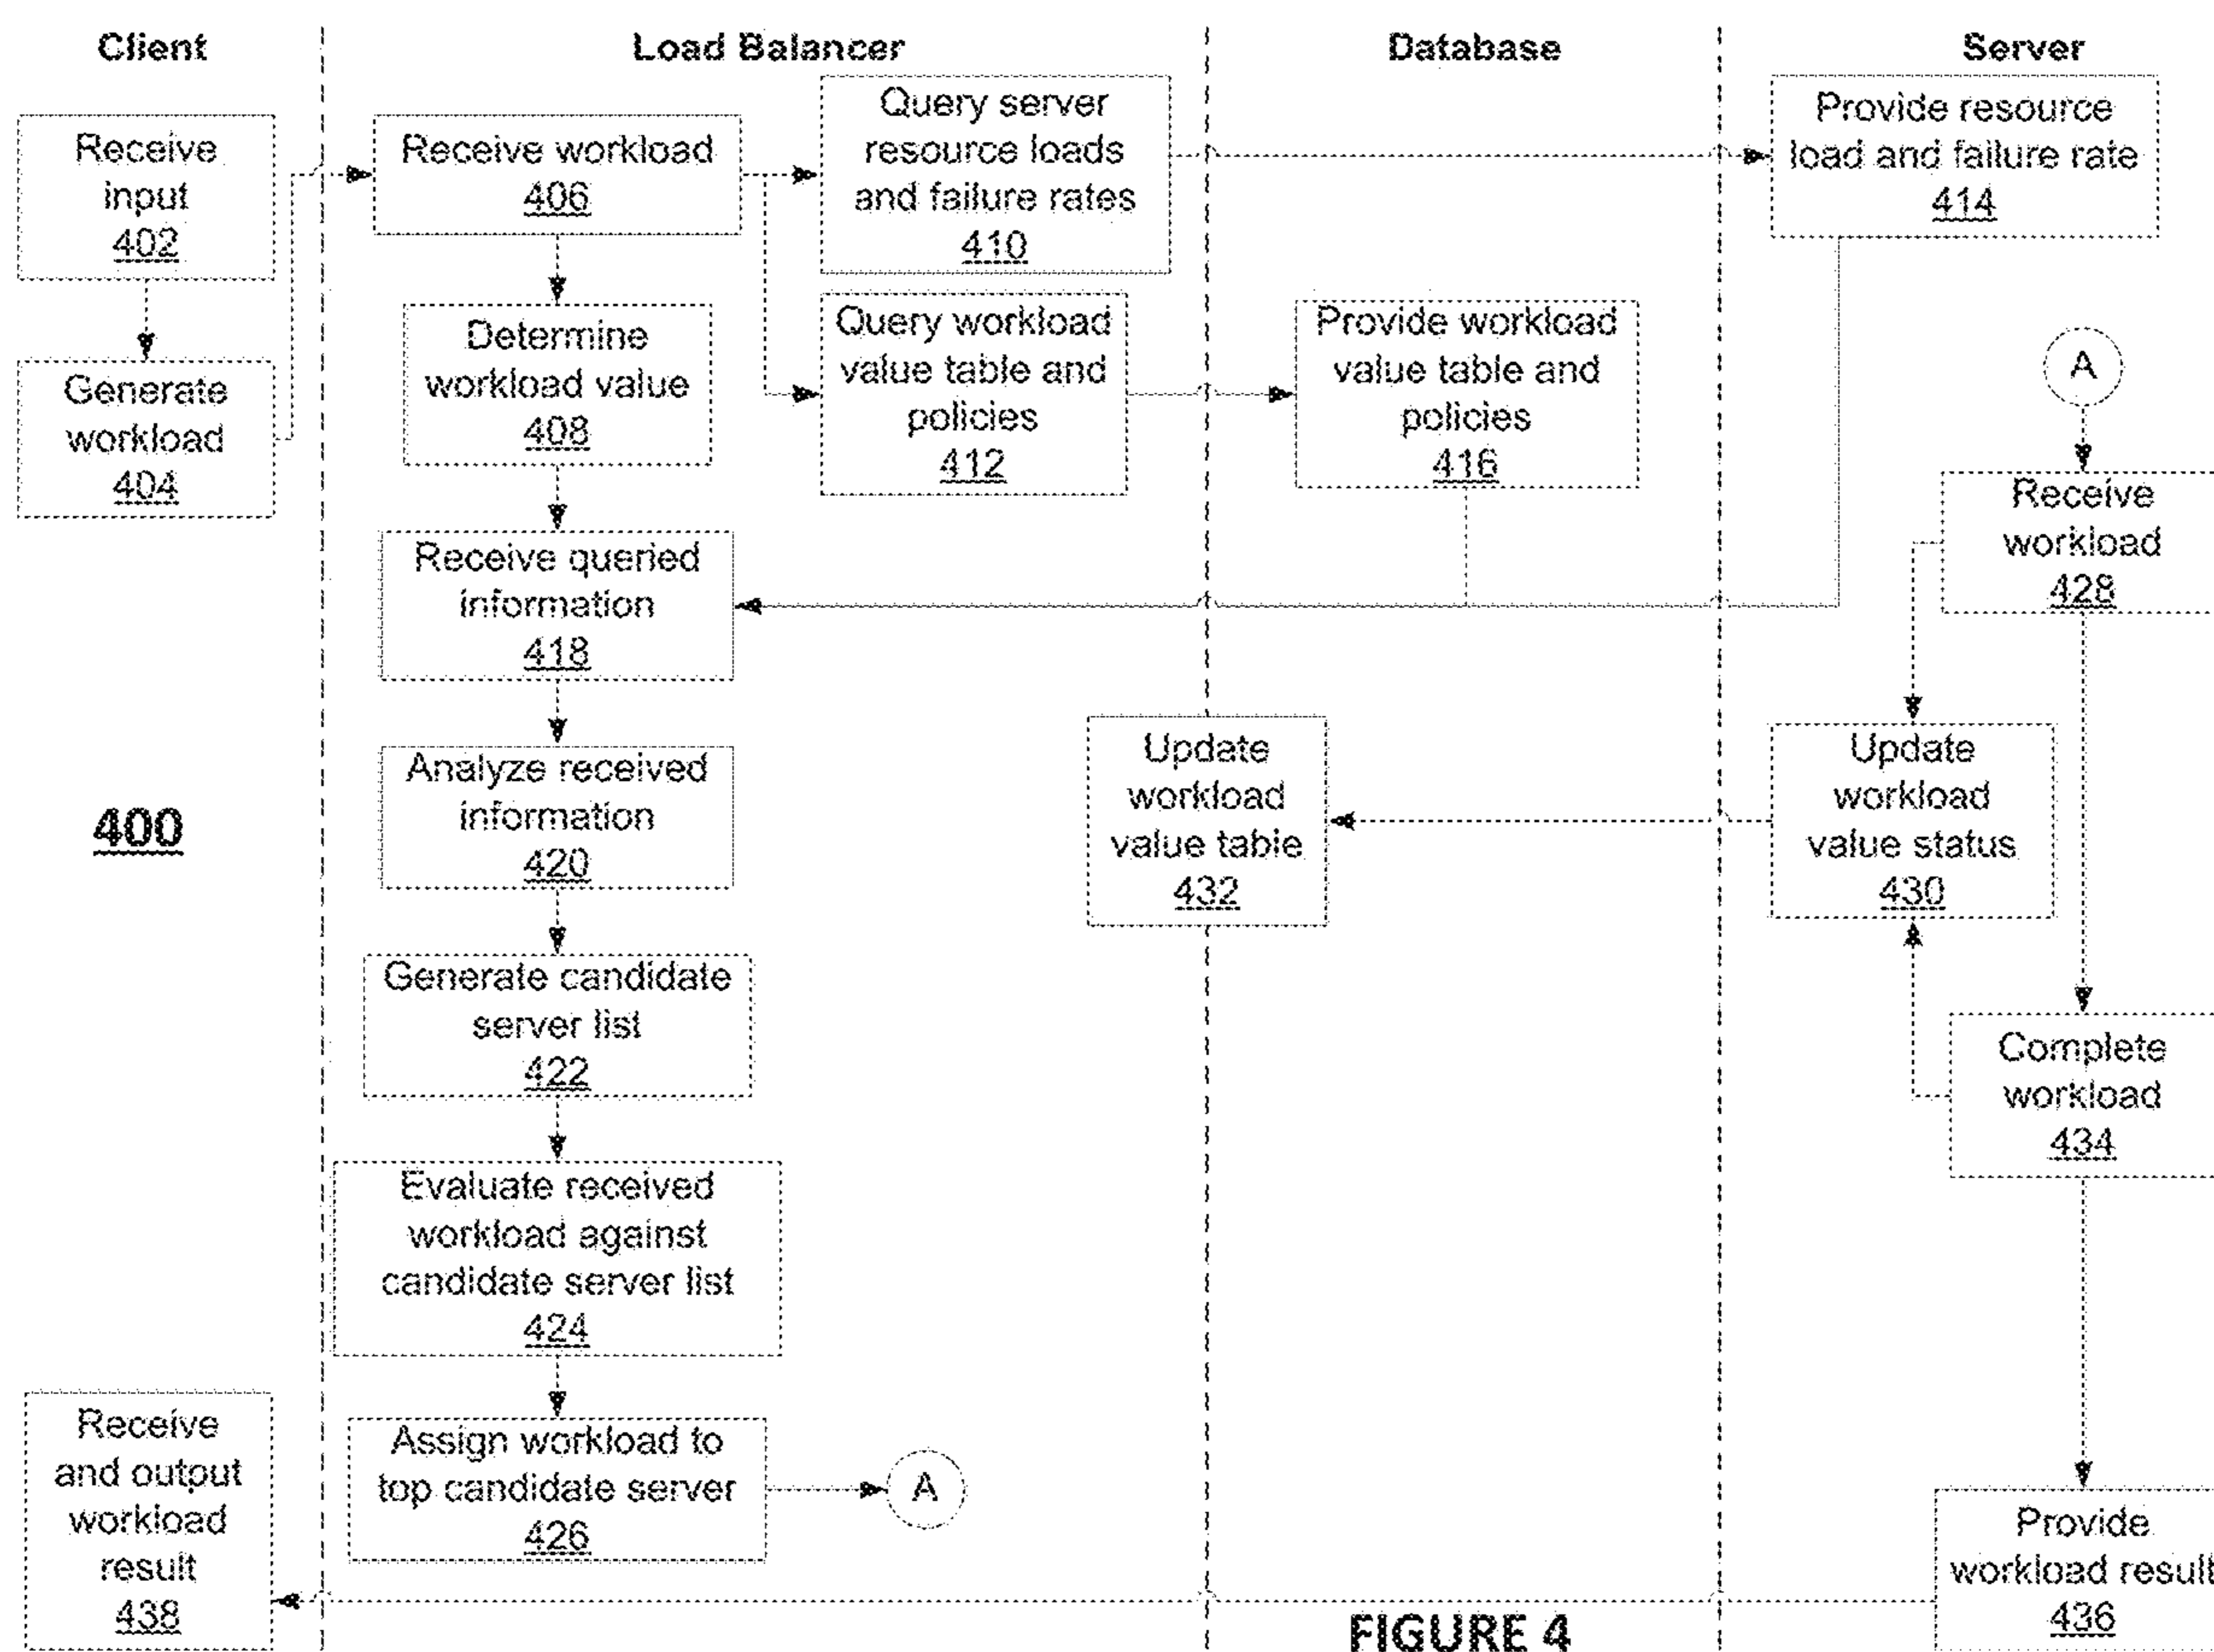 Client
Load Balancer
Database
Server
Receive
input
402
Generate
workload
404
Receive workload
406
Determine
workload value
408
Query server
resource loads
and failure rates
410
Query workload
value table and
policies
412
Provide workload
value table and
policies
416
Provide resource
load and failure rate
414
A
Receive
workload
428
Receive queried
information
418
Analyze received
information
420
Update
workload
value table
432
Update
workload
value status
430
400
Generate candidate
server list
422
Complete
workload
434
Evaluate received
workload against
candidate server list
424
Assign workload to
top candidate server
426
A
Provide
workload result
436
Receive
and output
workload
result
438
FIGURE 4